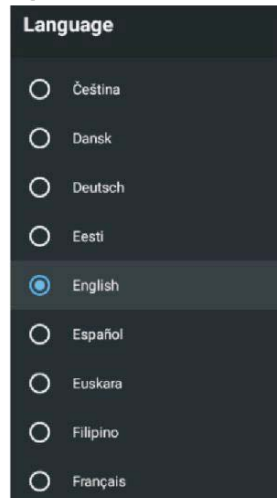 Language
Čeština
Dansk
Deutsch
Eesti
English
Español
Euskara
Filipino
Français